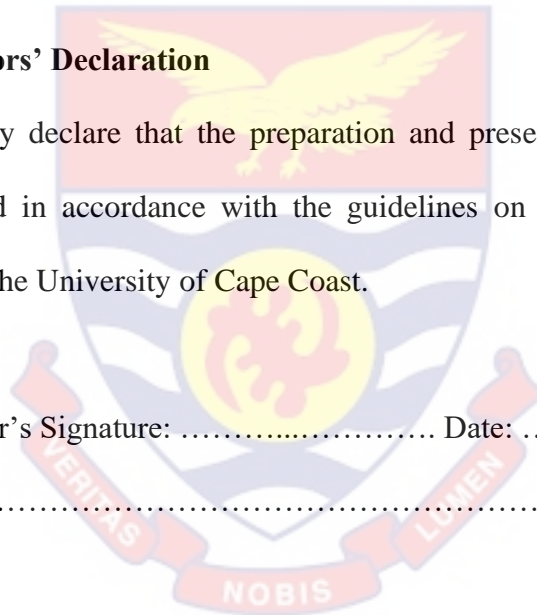 ors’ Declaration
y declare that the preparation and prese
d in accordance with the guidelines on
he University of Cape Coast.
r’s Signature: ………...…………. Date: …
…………………………………………………
VERITAS
NOBIS
LUMEN